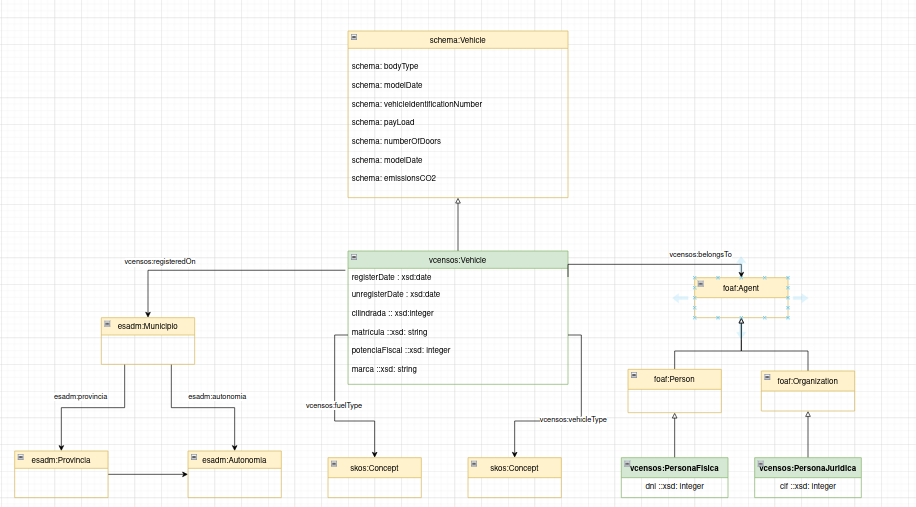 schema:Vehicle
schema: bodyType
schema: modelDate
schema: vehicleIdentificationNumber
schema: payLoad
schema: numberOfDoors
schema: modelDate
schema: emissionsCO2
vcensos:registeredOn
vcensos:Vehicle
vcensos:belongsTo
registerDate : xsd:date
unregisterDate : xsd:date
cilindrada :: xsd:integer
matricula ::xsd: string
potenciaFiscal ::xsd: integer
marca ::xsd: string
foaf:Agent
esadm:Municipio
foaf:Person
foaf:Organization
esadm:provincia
esadm:autonomia
vcensos:fuelType
vcensos:vehicleType
esadm:Provincia
esadm:Autonomia
skos:Concept
skos:Concept
vcensos:PersonaFisica
dni ::xsd: integer
vcensos:PersonaJuridica
cif ::xsd: integer